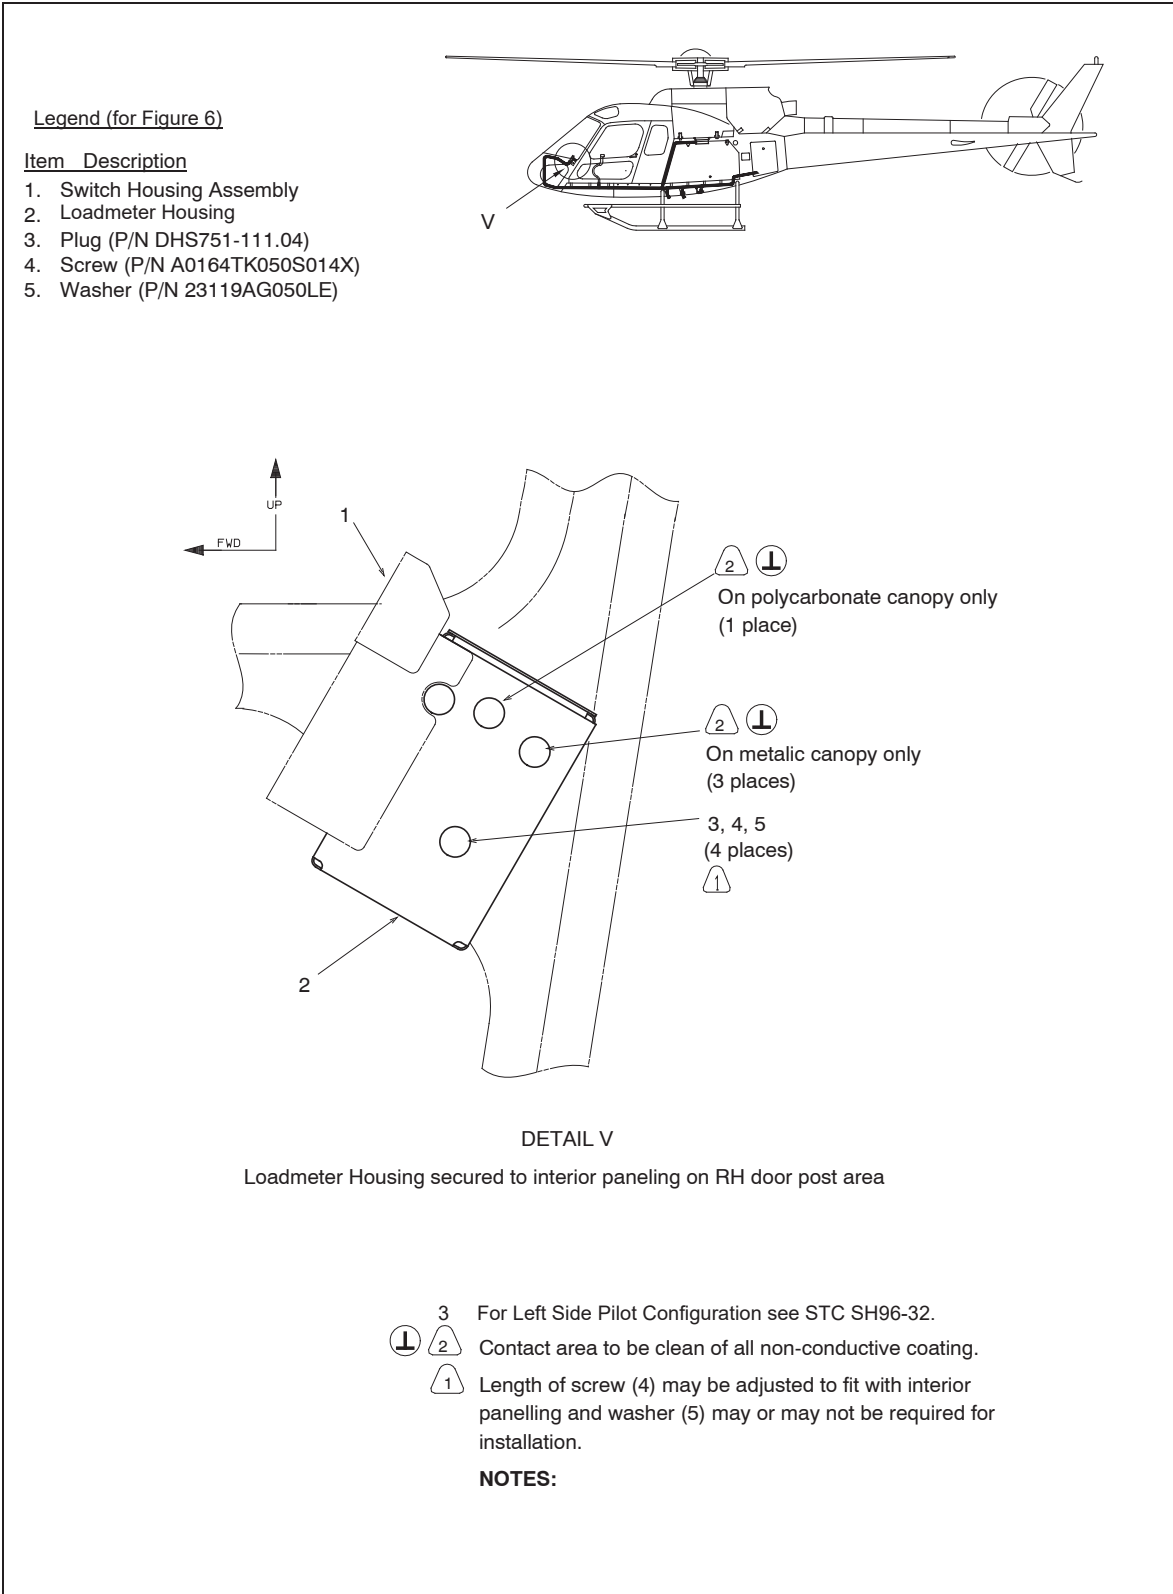 Legend (for Figure 6)
Item Description
1. Switch Housing Assembly
2. Loadmeter Housing
3. Plug (P/N DHS751-111.04)
4. Screw (P/N A0164TK050S014X)
5. Washer (P/N 23119AG050LE)
V
UP
FWD
1
2
On polycarbonate canopy only
(1 place)
2
On metalic canopy only
(3 places)
3, 4, 5
(4 places)
1
2
DETAIL V
Loadmeter Housing secured to interior paneling on RH door post area
3 For Left Side Pilot Configuration see STC SH96-32.
2 Contact area to be clean of all non-conductive coating.
1 Length of screw (4) may be adjusted to fit with interior
panelling and washer (5) may or may not be required for
installation.
NOTES: